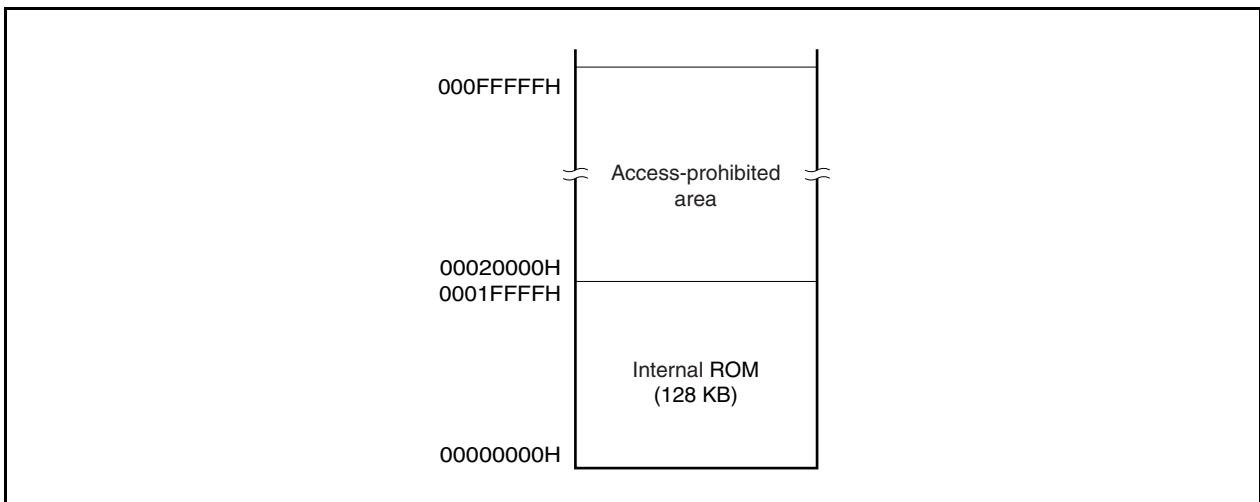 000FFFFFH
Access-prohibited
area
00020000H
0001FFFFH
Internal ROM
(128 KB)
00000000H